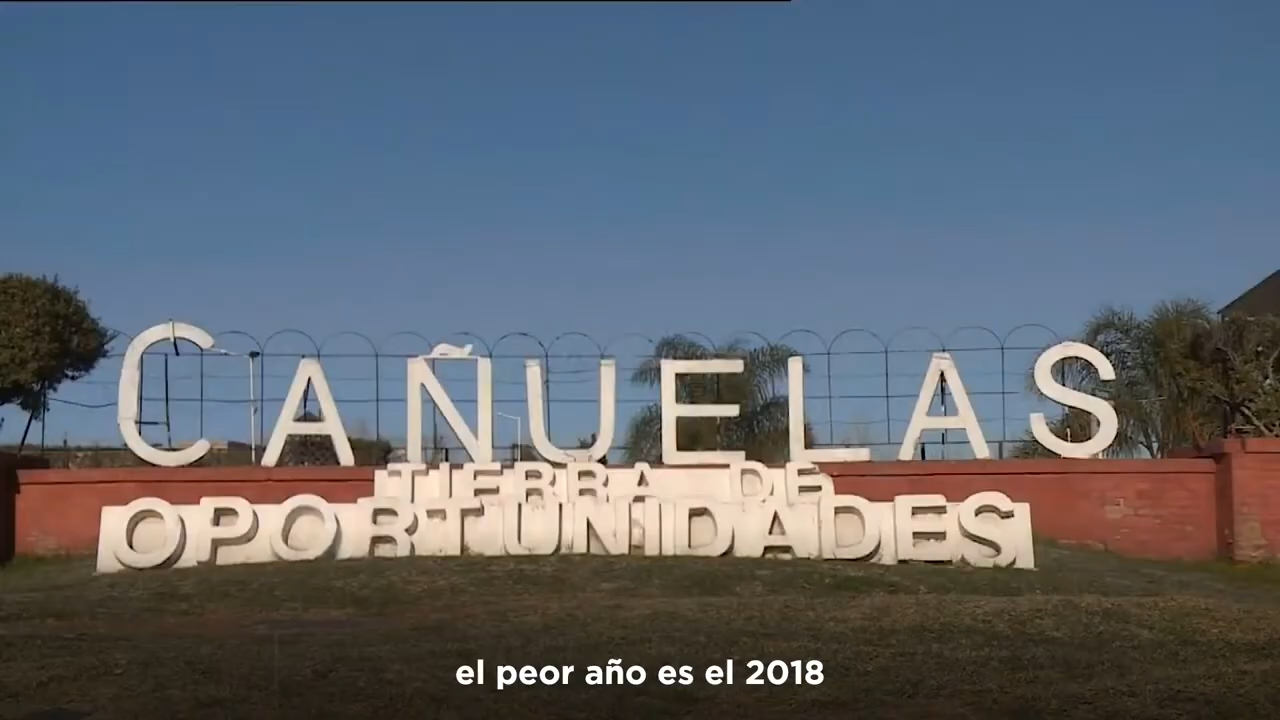 CAÑUELAS
TIERRA DE
OPORTUNIDADES
el peor año es el 2018